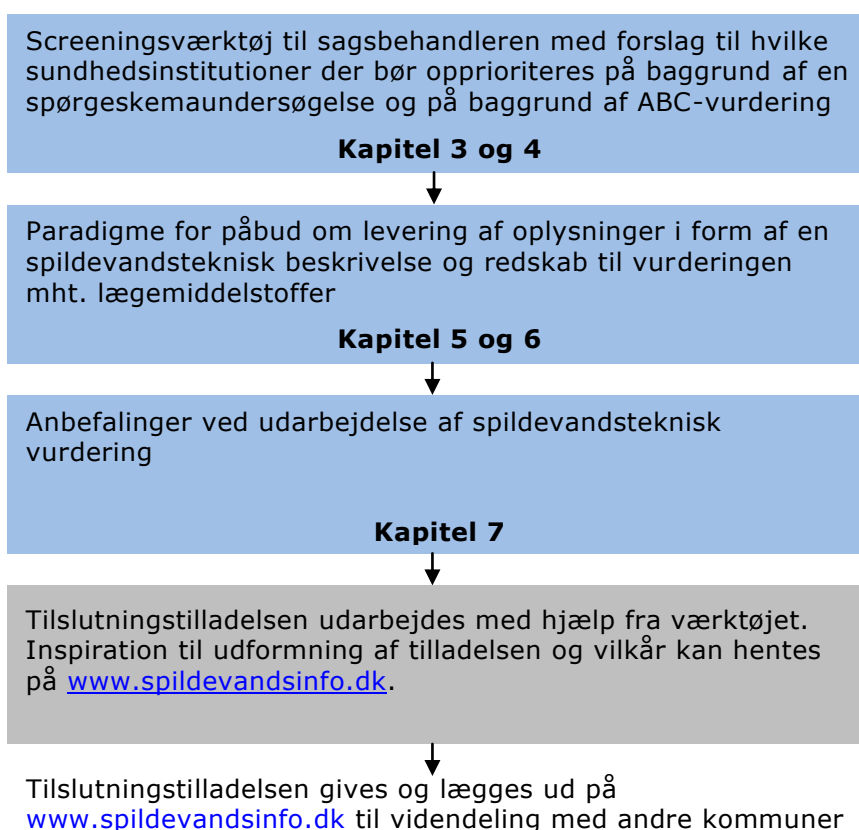 Screeningsværktøj til sagsbehandleren med forslag til hvilke
sundhedsinstitutioner der bør opprioriteres på baggrund af en
spørgeskemaundersøgelse og på baggrund af ABC-vurdering
Kapitel 3 og 4
Paradigme for påbud om levering af oplysninger i form af en
spildevandsteknisk beskrivelse og redskab til vurderingen
mht. lægemiddelstoffer
Kapitel 5 og 6
Anbefalinger ved udarbejdelse af spildevandsteknisk
vurdering
Kapitel 7
Tilslutningstilladelsen udarbejdes med hjælp fra værktøjet.
Inspiration til udformning af tilladelsen og vilkår kan hentes
på www.spildevandsinfo.dk.
Tilslutningstilladelsen gives og lægges ud på
www.spildevandsinfo.dk til videndeling med andre kommuner